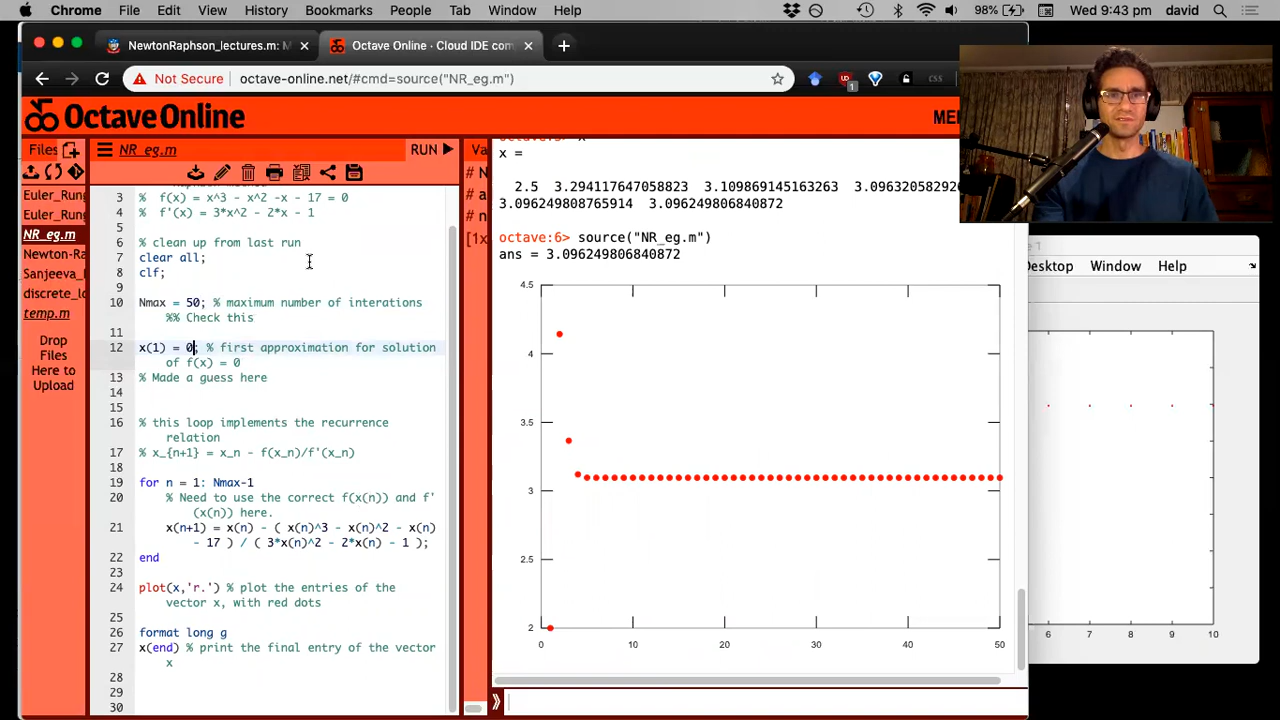 Chrome File Edit View History Bookmarks People Tab Window Help 98% Wed 9:43 pm david
NewtonRaphson_lectures.m: M
Octave Online · Cloud IDE com
Not Secure octave-online.net/#cmd=source("NR_eg.m")
Octave Online
Files
NR_eg.m
RUN
Euler_Rung
Euler_Rung
NR_eg.m
Newton-Ra
Sanjeeva_
discrete_lo
temp.m
Drop
Files
Here to
Upload
3 % f(x) = x^3 - x^2 -x - 17 = 0
4 % f'(x) = 3*x^2 - 2*x - 1
5
6 % clean up from last run
7 clear all;
8 clf;
9
10 Nmax = 50; % maximum number of interations
%% Check this
11
12 x(1) = 0; % first approximation for solution
of f(x) = 0
13 % Made a guess here
14
15
16 % this loop implements the recurrence
relation
17 % x_{n+1} = x_n - f(x_n)/f'(x_n)
18
19 for n = 1: Nmax-1
20 % Need to use the correct f(x(n)) and f'
(x(n)) here.
21 x(n+1) = x(n) - ( x(n)^3 - x(n)^2 - x(n)
- 17 ) / ( 3*x(n)^2 - 2*x(n) - 1 );
22 end
23
24 plot(x,'r.') % plot the entries of the
vector x, with red dots
25
26 format long g
27 x(end) % print the final entry of the vector
x
28
29
30
Va
# N
# a
# n
[1x
x =
2.5 3.294117647058823 3.109869145163263 3.09632058292
3.096249808765914 3.096249806840872
octave:6> source("NR_eg.m")
ans = 3.096249806840872
4.5
4
3.5
3
2.5
2
0 10 20 30 40 50
Desktop Window Help
6 7 8 9 10